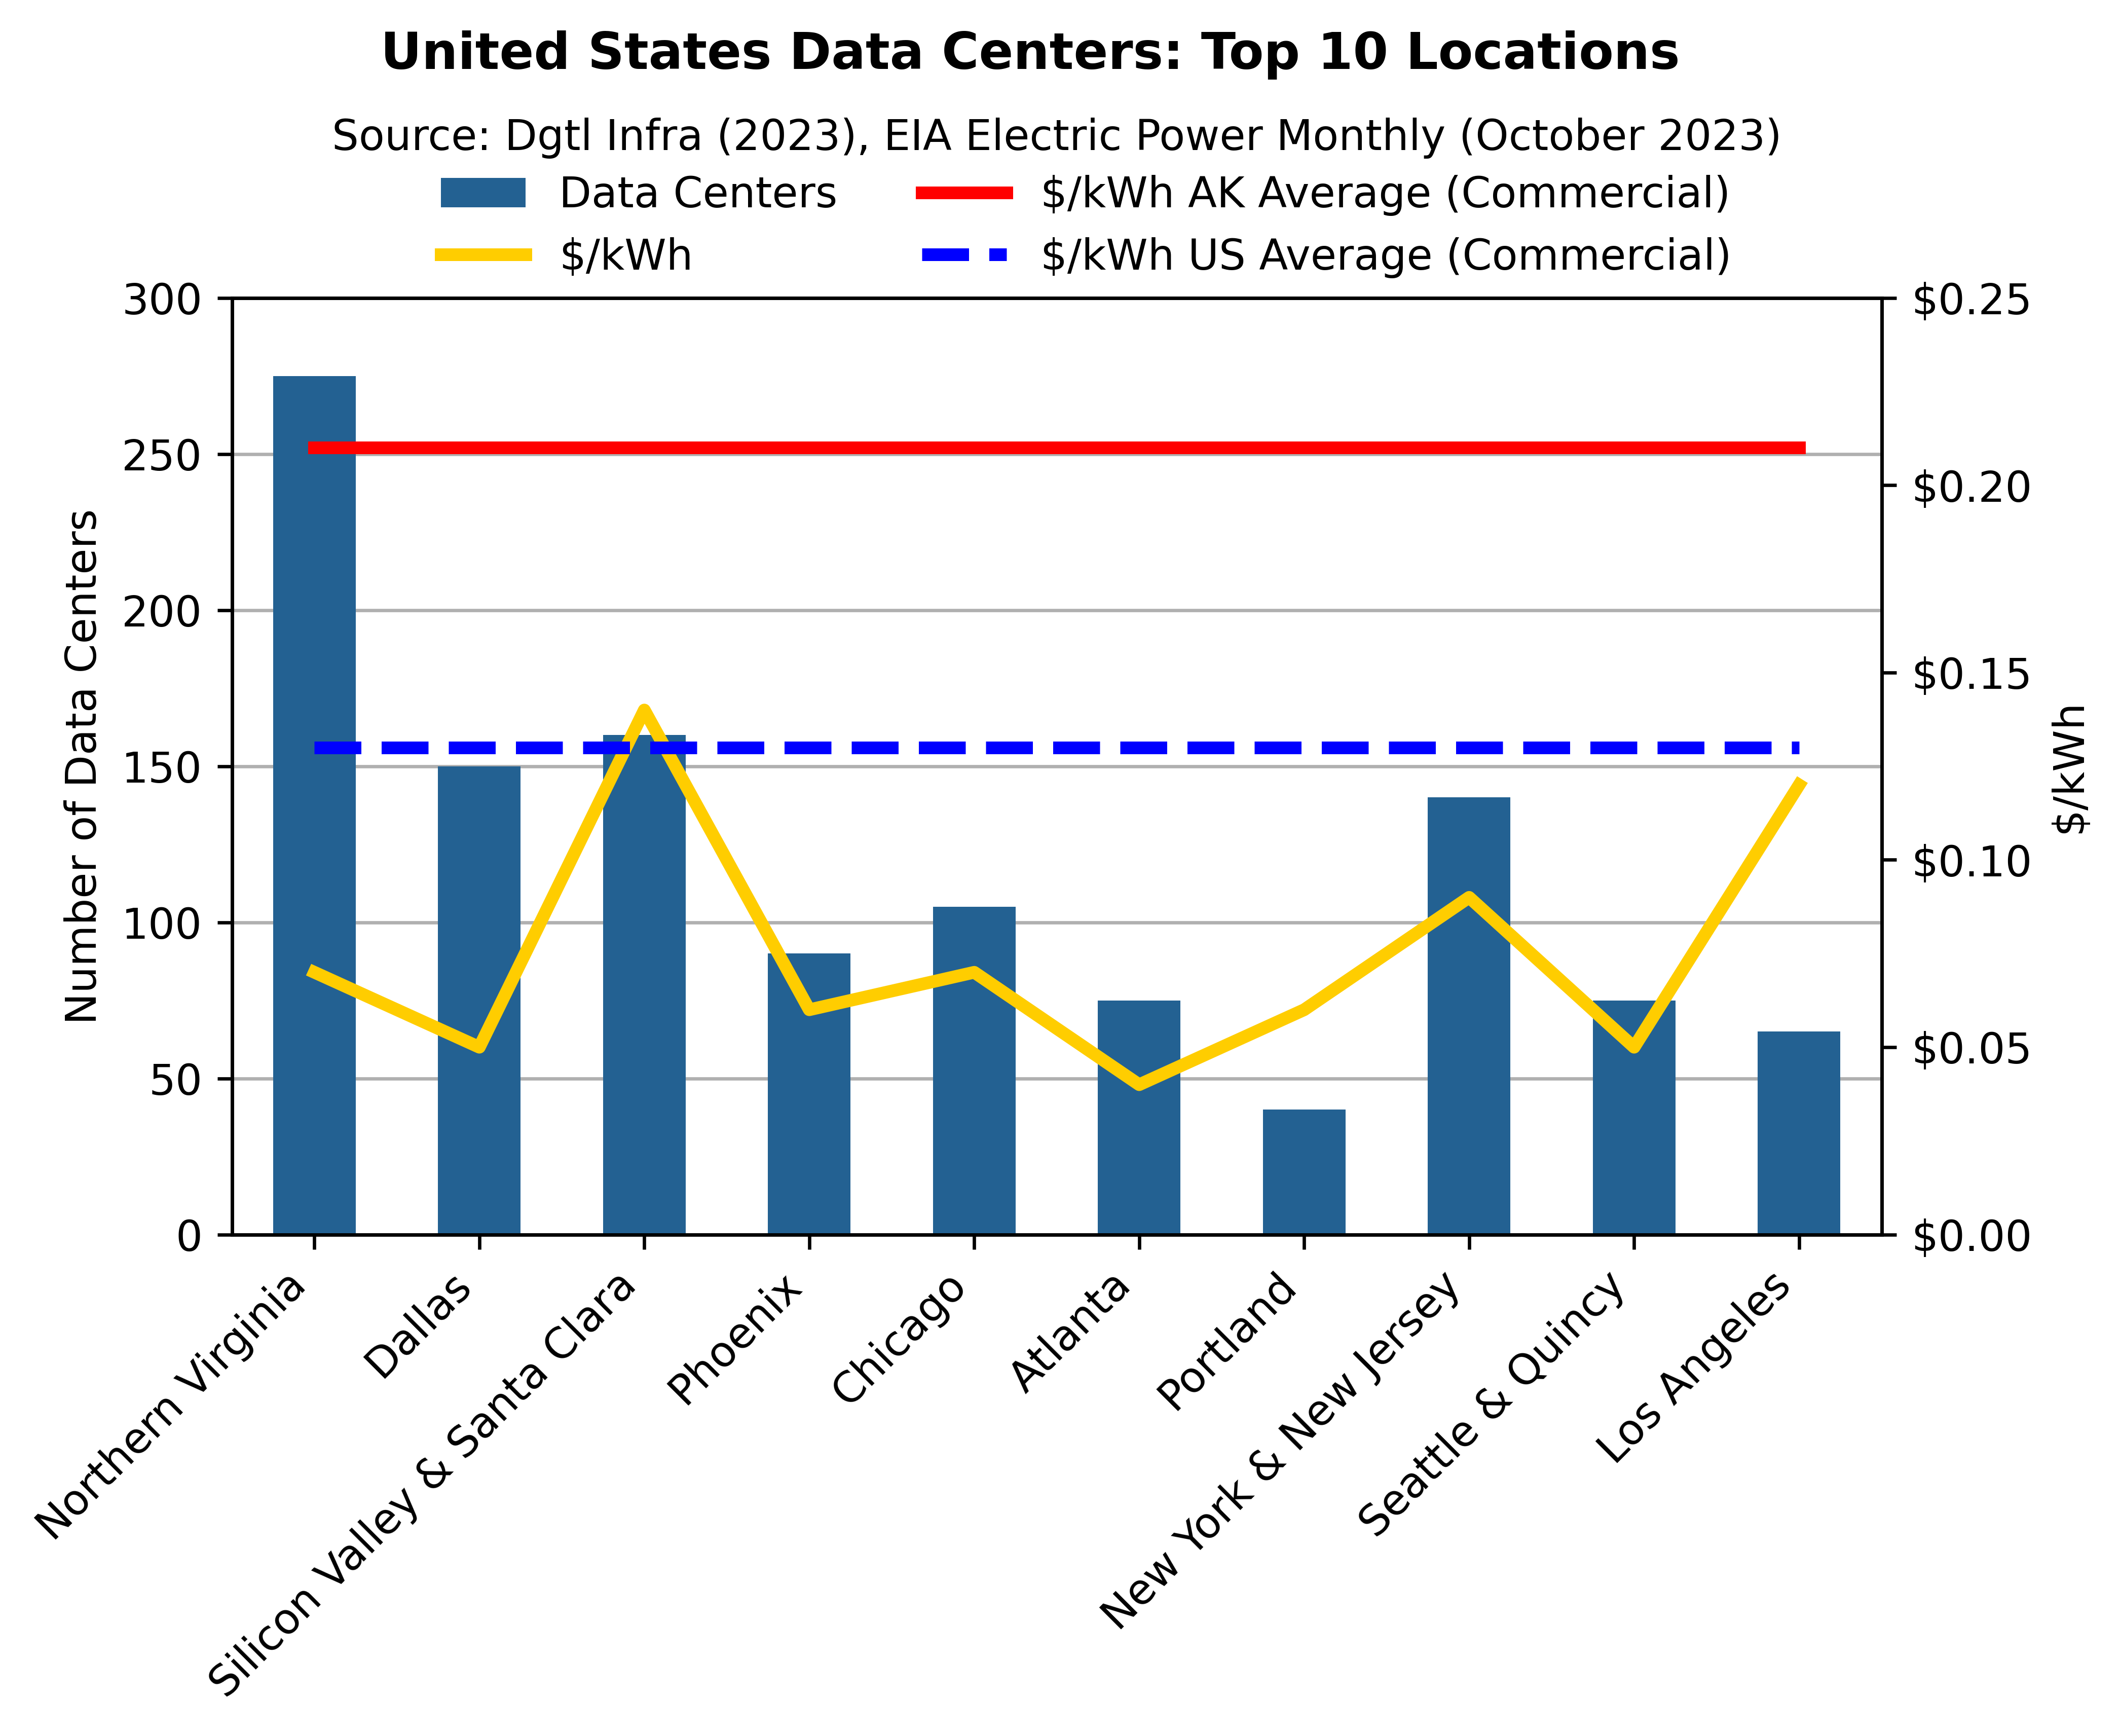 United States Data Centers: Top 10 Locations
Source: Dgtl Infra (2023), EIA Electric Power Monthly (October 2023)
Data Centers
$/kWh
$/kWh AK Average (Commercial)
$/kWh US Average (Commercial)
Number of Data Centers
300
250
200
150
100
50
0
$0.25
$0.20
$0.15
$0.10
$0.05
$0.00
$/kWh
Northern Virginia
Dallas
Silicon Valley & Santa Clara
Phoenix
Chicago
Atlanta
Portland
New York & New Jersey
Seattle & Quincy
Los Angeles